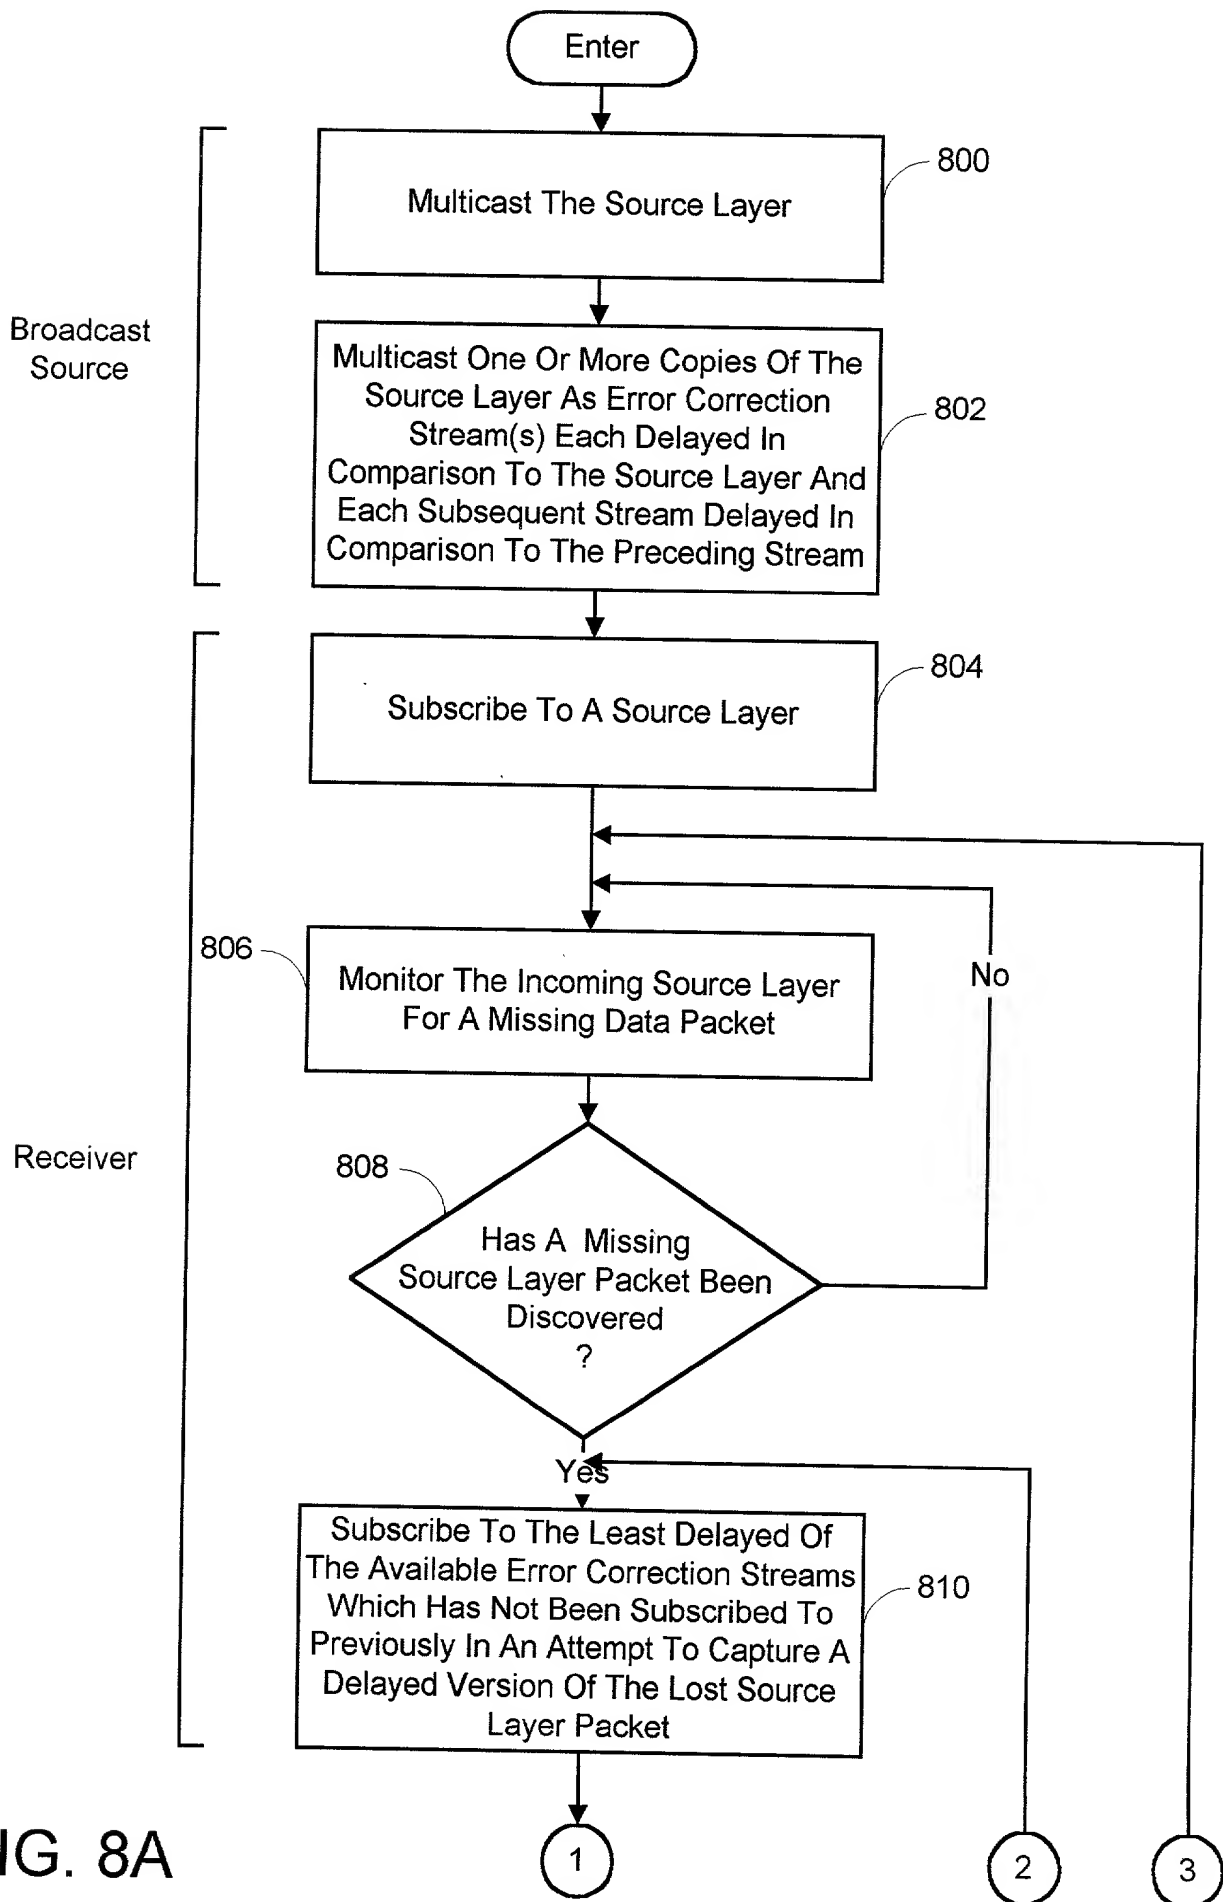 Enter
800
Multicast The Source Layer
Broadcast
Source
Multicast One Or More Copies Of The
Source Layer As Error Correction
Stream(s) Each Delayed In
Comparison To The Source Layer And
Each Subsequent Stream Delayed In
Comparison To The Preceding Stream
802
804
Subscribe To A Source Layer
806
Monitor The Incoming Source Layer
For A Missing Data Packet
No
Receiver
808
Has A Missing
Source Layer Packet Been
Discovered
?
Yes
Subscribe To The Least Delayed Of
The Available Error Correction Streams
Which Has Not Been Subscribed To
Previously In An Attempt To Capture A
Delayed Version Of The Lost Source
Layer Packet
810
IG. 8A
1
2
3